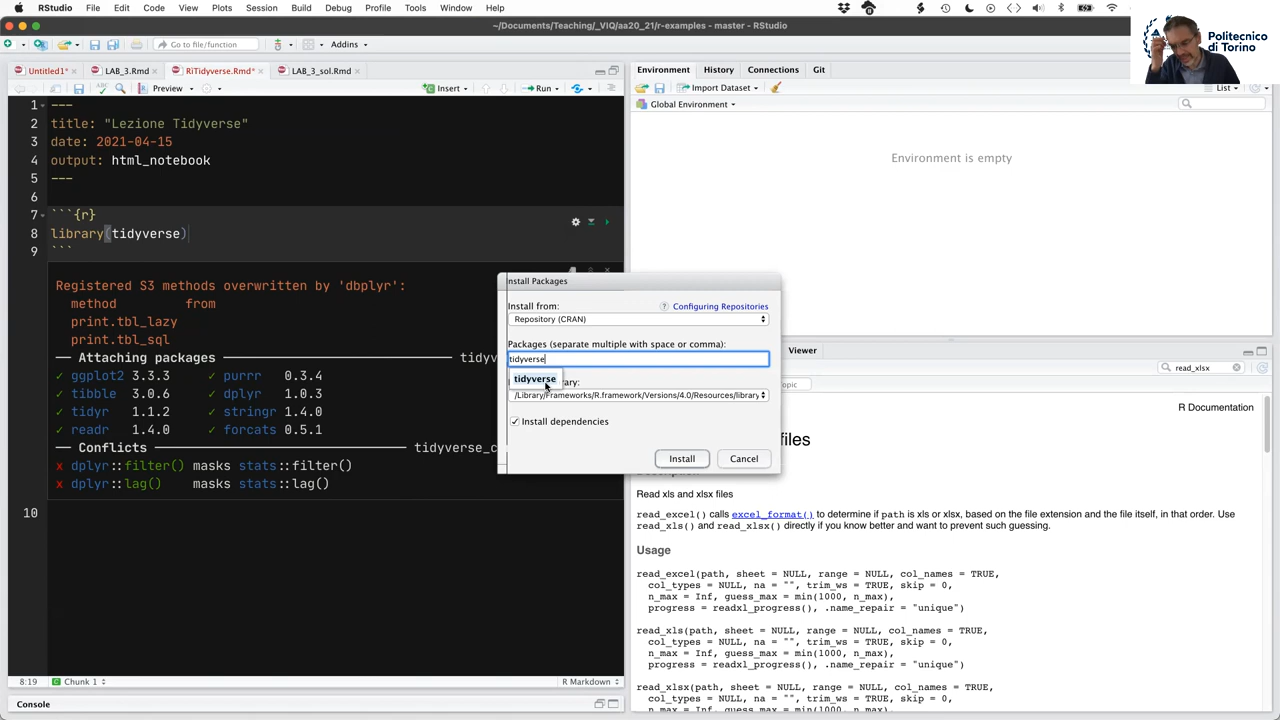 RStudio File Edit Code View Plots Session Build Debug Profile Tools Window Help
~/Documents/Teaching/_VIQ/aa20_21/r-examples - master - RStudio
Politecnico
di Torino
Go to file/function Addins
Untitled1* LAB_3.Rmd RiTidyverse.Rmd* LAB_3_sol.Rmd
Environment History Connections Git
Preview Insert Run
Import Dataset List
Global Environment
Environment is empty
1 ---
2 title: "Lezione Tidyverse"
3 date: 2021-04-15
4 output: html_notebook
5 ---
6
7 ```{r}
8 library(tidyverse)
9 ```
Registered S3 methods overwritten by 'dbplyr':
method from
print.tbl_lazy
print.tbl_sql
── Attaching packages ── tidyv
✓ ggplot2 3.3.3 ✓ purrr 0.3.4
✓ tibble 3.0.6 ✓ dplyr 1.0.3
✓ tidyr 1.1.2 ✓ stringr 1.4.0
✓ readr 1.4.0 ✓ forcats 0.5.1
── Conflicts ── tidyverse_c
x dplyr::filter() masks stats::filter()
x dplyr::lag() masks stats::lag()
10
8:19 Chunk 1 R Markdown
Console
nstall Packages
Install from:
? Configuring Repositories
Repository (CRAN)
Packages (separate multiple with space or comma):
tidyverse
tidyverse
rary:
/Library/Frameworks/R.framework/Versions/4.0/Resources/library
Install dependencies
Install Cancel
Viewer
read_xlsx
opic
R Documentation
files
Read xls and xlsx files
read_excel() calls excel_format() to determine if path is xls or xlsx, based on the file extension and the file itself, in that order. Use
read_xls() and read_xlsx() directly if you know better and want to prevent such guessing.
Usage
read_excel(path, sheet = NULL, range = NULL, col_names = TRUE,
col_types = NULL, na = "", trim_ws = TRUE, skip = 0,
n_max = Inf, guess_max = min(1000, n_max),
progress = readxl_progress(), .name_repair = "unique")
read_xls(path, sheet = NULL, range = NULL, col_names = TRUE,
col_types = NULL, na = "", trim_ws = TRUE, skip = 0,
n_max = Inf, guess_max = min(1000, n_max),
progress = readxl_progress(), .name_repair = "unique")
read_xlsx(path, sheet = NULL, range = NULL, col_names = TRUE,
col_types = NULL, na = "", trim_ws = TRUE, skip = 0,